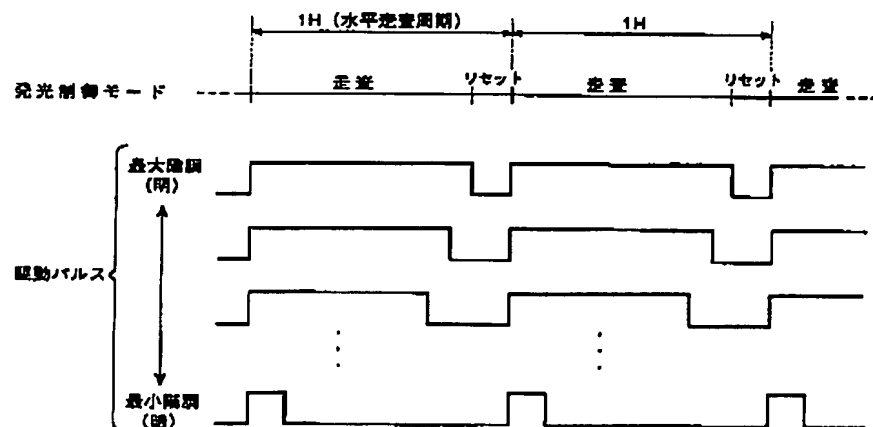 1H (水平走査周期)
1H
発光制御モード
走査
リセット
走査
リセット
走査
最大階調
(明)
駆動パルス
最小階調
(暗)